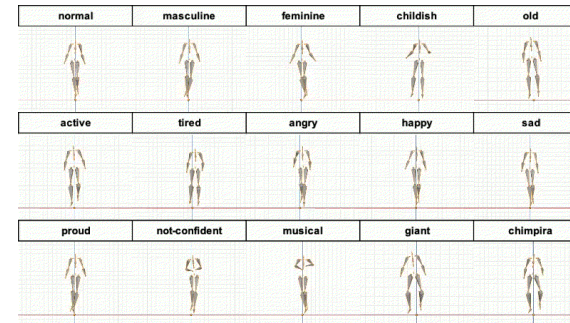 normal masculine feminine childish old
active tired angry happy sad
proud not-confident musical giant chimpira